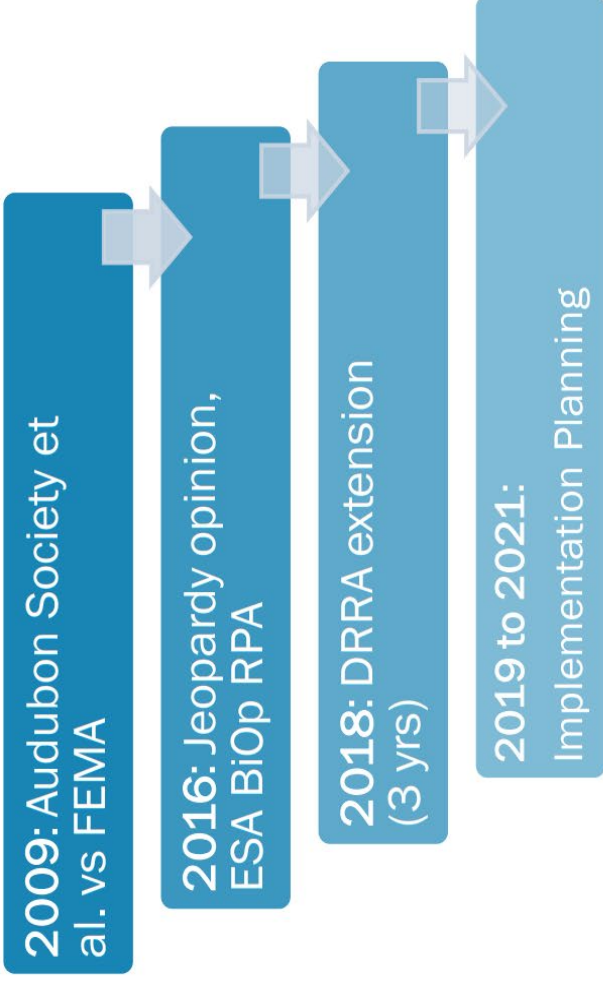 2009: Audubon Society et
al. vs FEMA
2016: Jeopardy opinion,
ESA BiOp RPA
2018: DRRA extension
(3 yrs)
2019 to 2021:
Implementation Planning